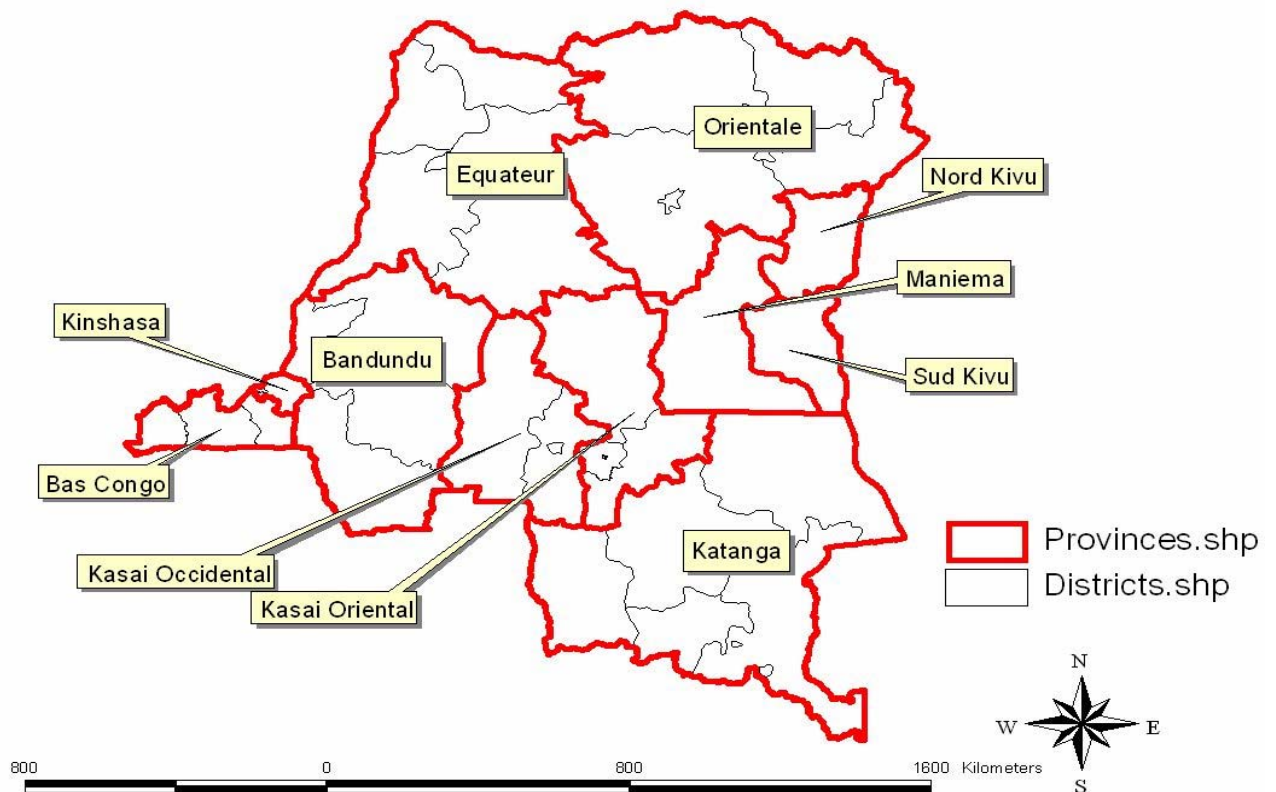 Orientale
Equateur
Nord Kivu
Maniema
Kinshasa
Bandundu
Sud Kivu
Bas Congo
Kasai Occidental
Kasai Oriental
Katanga
Provinces.shp
Districts.shp
N
W E
S
800 0 800 1600 Kilometers